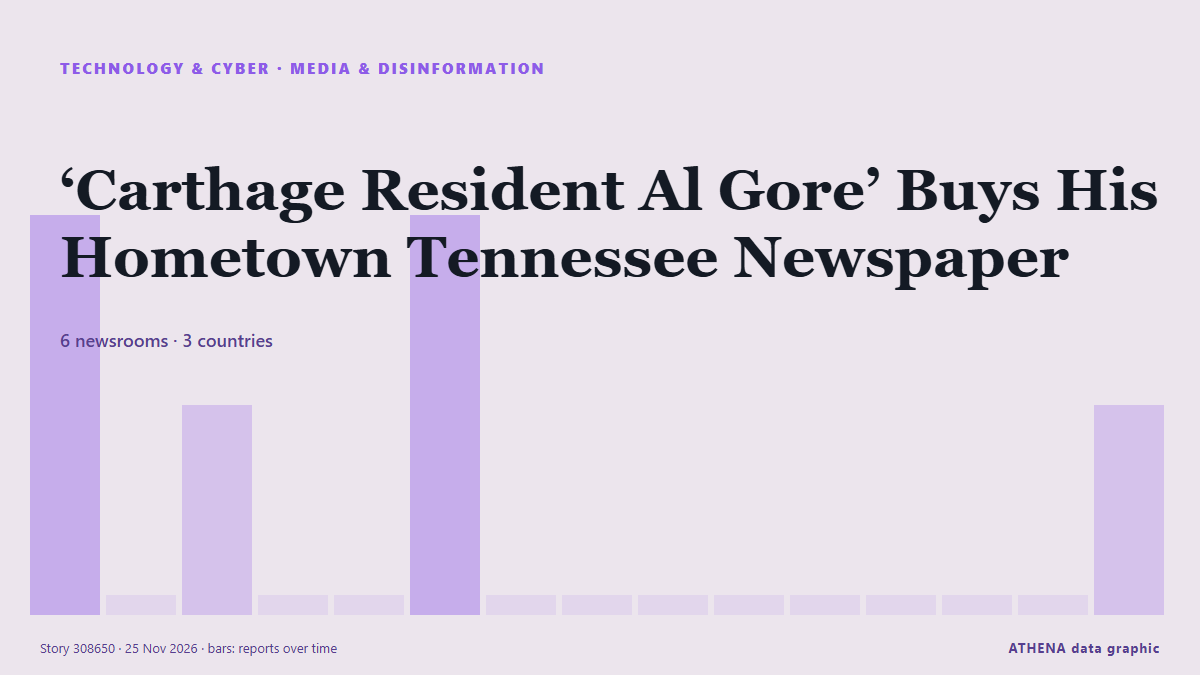 TECHNOLOGY & CYBER · MEDIA & DISINFORMATION
‘Carthage Resident Al Gore’ Buys His
Hometown Tennessee Newspaper
6 newsrooms · 3 countries
Story 308650 · 25 Nov 2026 · bars: reports over time
ATHENA data graphic